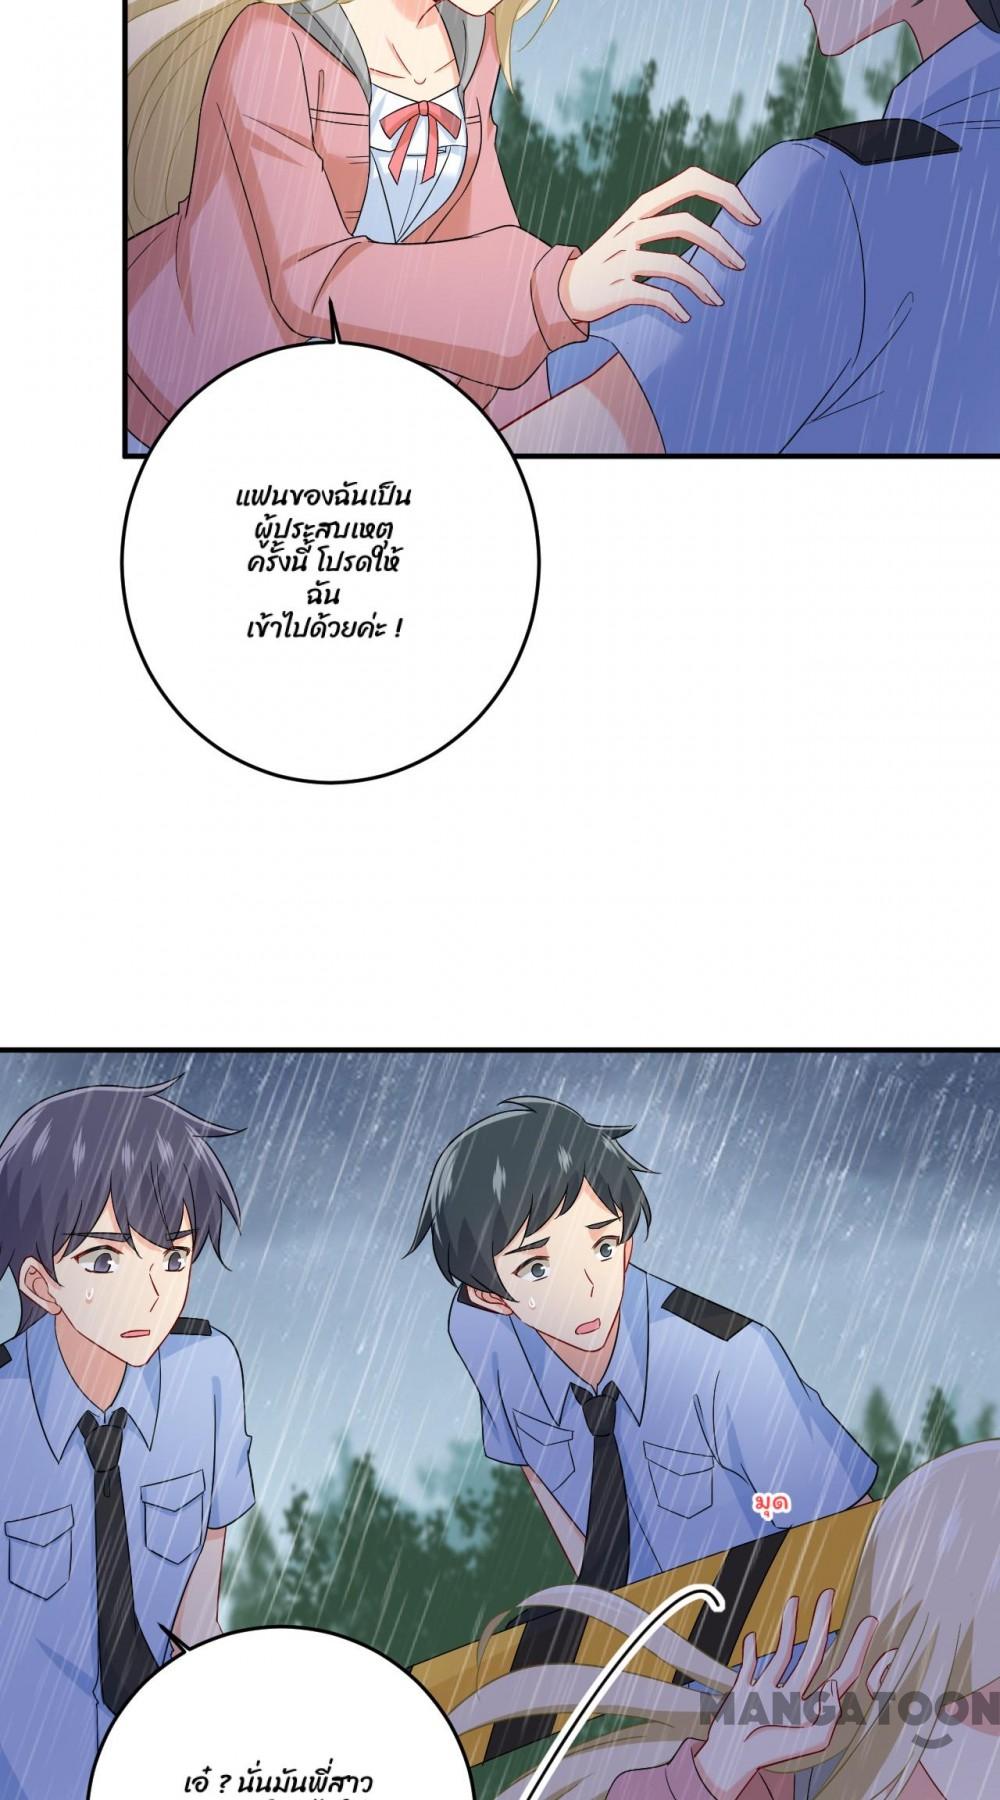 แฟนของฉันเป็น
ผู้ประสบเหตุ
ครั้งนี้ โปรดให้
ฉัน
เข้าไปด้วยค่ะ !
มุด
MANGATOON
เอ๋ ? นั่นมันพี่สาว